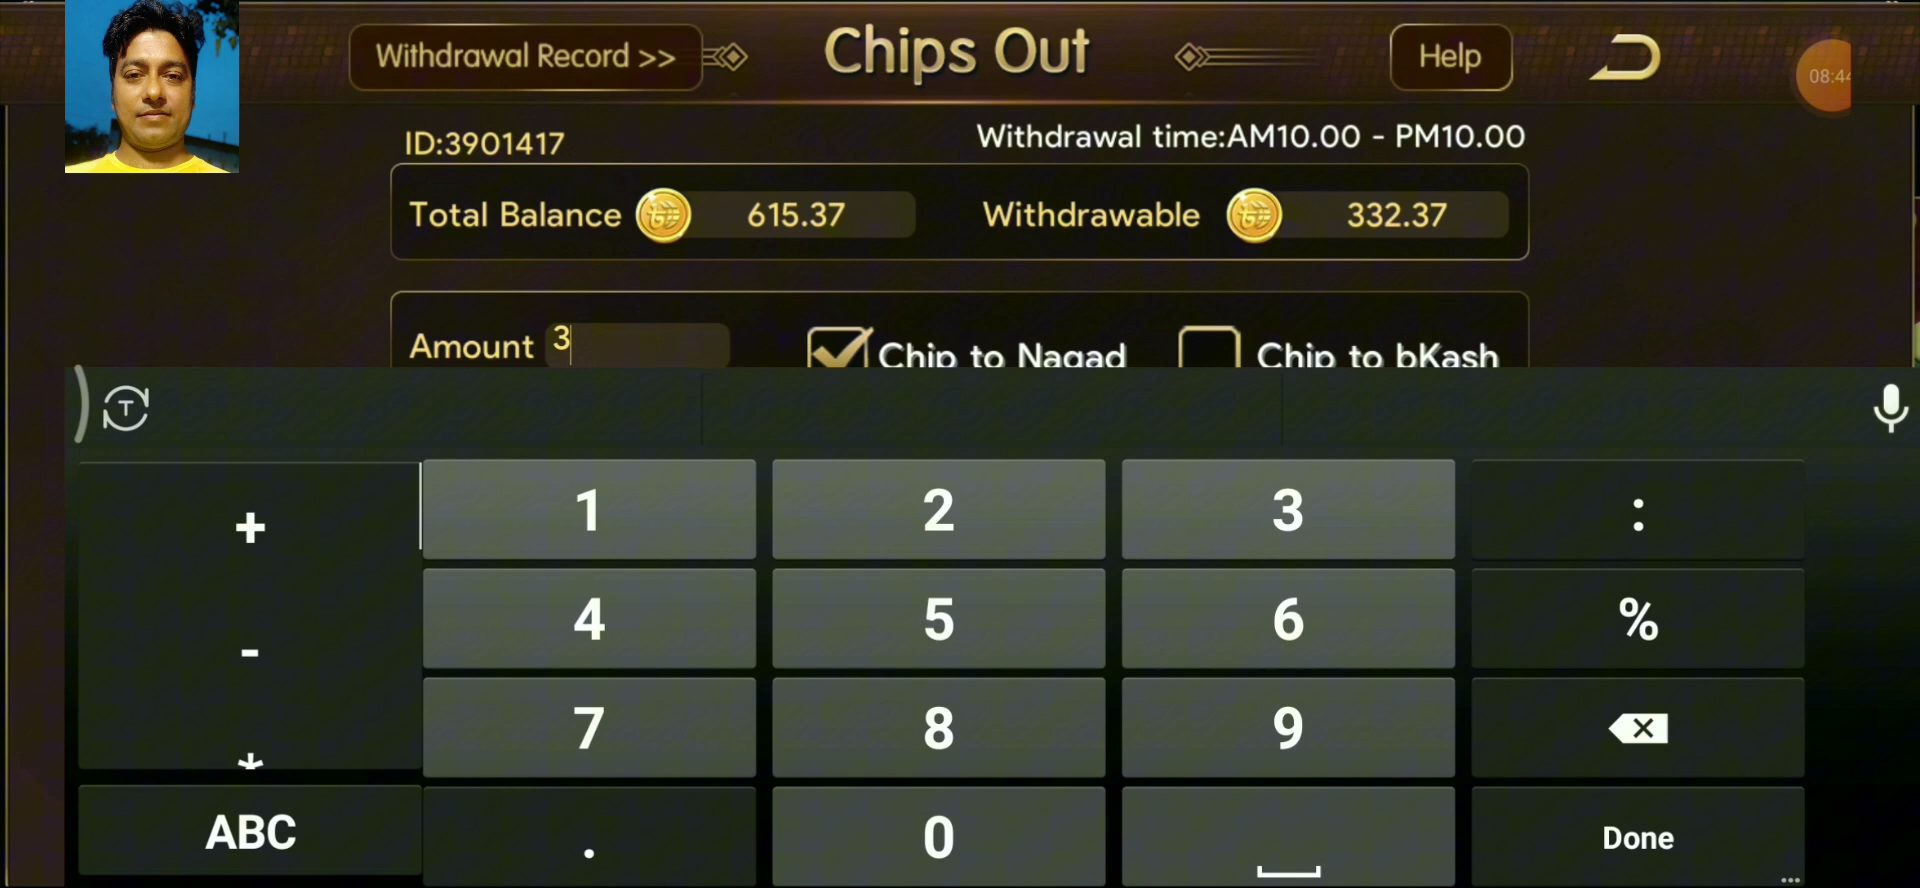 Withdrawal Record >>
Chips Out
Help
08:44
ID:3901417
Withdrawal time:AM10.00 - PM10.00
Total Balance 615.37
Withdrawable 332.37
Amount 3
Chip to Nagad
Chip to bKash
T
+ 1 2 3 :
- 4 5 6 %
* 7 8 9
ABC . 0 Done